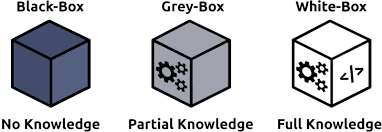 Black-Box
Grey-Box
White-Box
</>
No Knowledge
Partial Knowledge
Full Knowledge